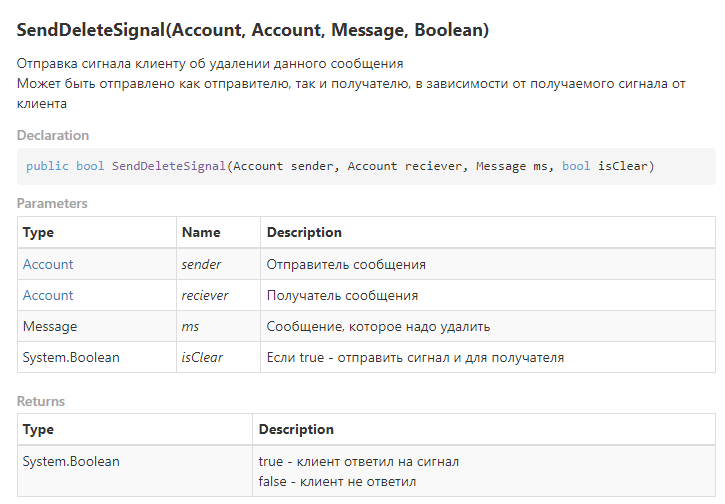 SendDeleteSignal(Account, Account, Message, Boolean)
Отправка сигнала клиенту об удалении данного сообщения
Может быть отправлено как отправителю, так и получателю, в зависимости от получаемого сигнала от
клиента
Declaration
public bool SendDeleteSignal(Account sender, Account reciever, Message ms, bool isClear)
Parameters
Type Name Description
Account sender Отправитель сообщения
Account reciever Получатель сообщения
Message ms Сообщение, которое надо удалить
System.Boolean isClear Если true - отправить сигнал и для получателя
Returns
Type Description
System.Boolean true - клиент ответил на сигнал
false - клиент не ответил